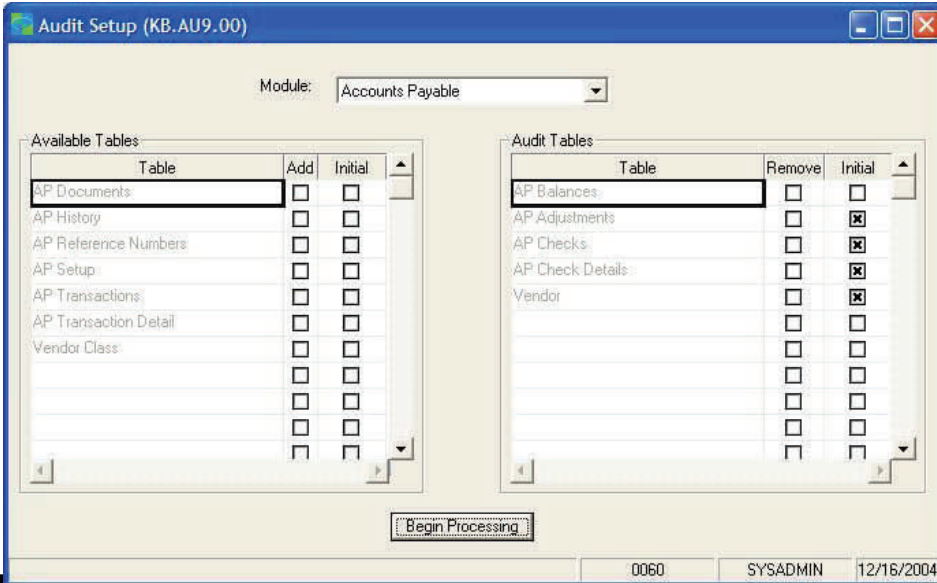 Audit Setup (KB.AU9.00)
Module: Accounts Payable
Available Tables
Table Add Initial
AP Documents
AP History
AP Reference Numbers
AP Setup
AP Transactions
AP Transaction Detail
Vendor Class
Audit Tables
Table Remove Initial
AP Balances
AP Adjustments
AP Checks
AP Check Details
Vendor
Begin Processing
0060 SYSADMIN 12/16/2004